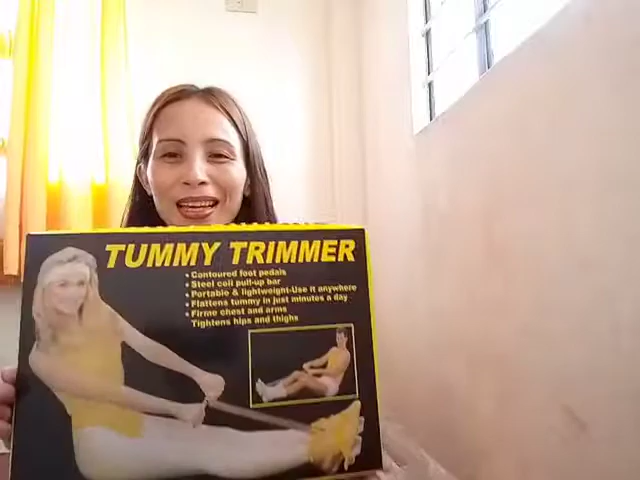 TUMMY TRIMMER
• Contoured foot pedals
• Steel coil pull-up bar
• Portable & lightweight-Use it anywhere
• Flattens tummy in just minutes a day
• Firms chest and arms
Tightens hips and thighs